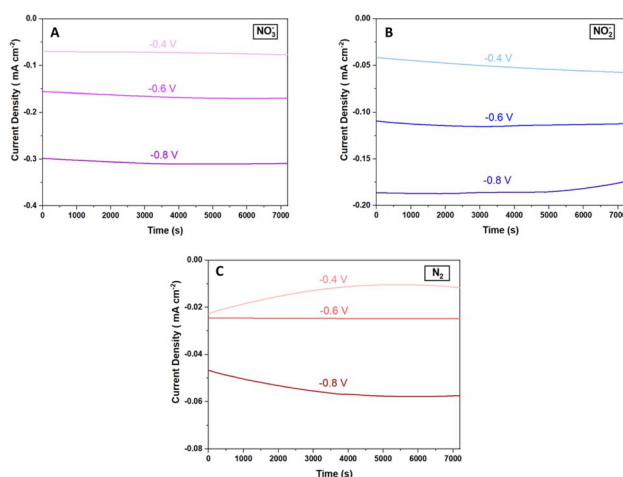 A
NO₃⁻
-0.4 V
-0.6 V
-0.8 V
0.0
-0.1
-0.2
-0.3
-0.4
0 1000 2000 3000 4000 5000 6000 7000
Current Density ( mA cm⁻²)
Time (s)
B
NO₂⁻
-0.4 V
-0.6 V
-0.8 V
0.00
-0.05
-0.10
-0.15
-0.20
0 1000 2000 3000 4000 5000 6000 7000
Current Density ( mA cm⁻²)
Time (s)
C
N₂
-0.4 V
-0.6 V
-0.8 V
0.00
-0.02
-0.04
-0.06
-0.08
0 1000 2000 3000 4000 5000 6000 7000
Current Density ( mA cm⁻²)
Time (s)